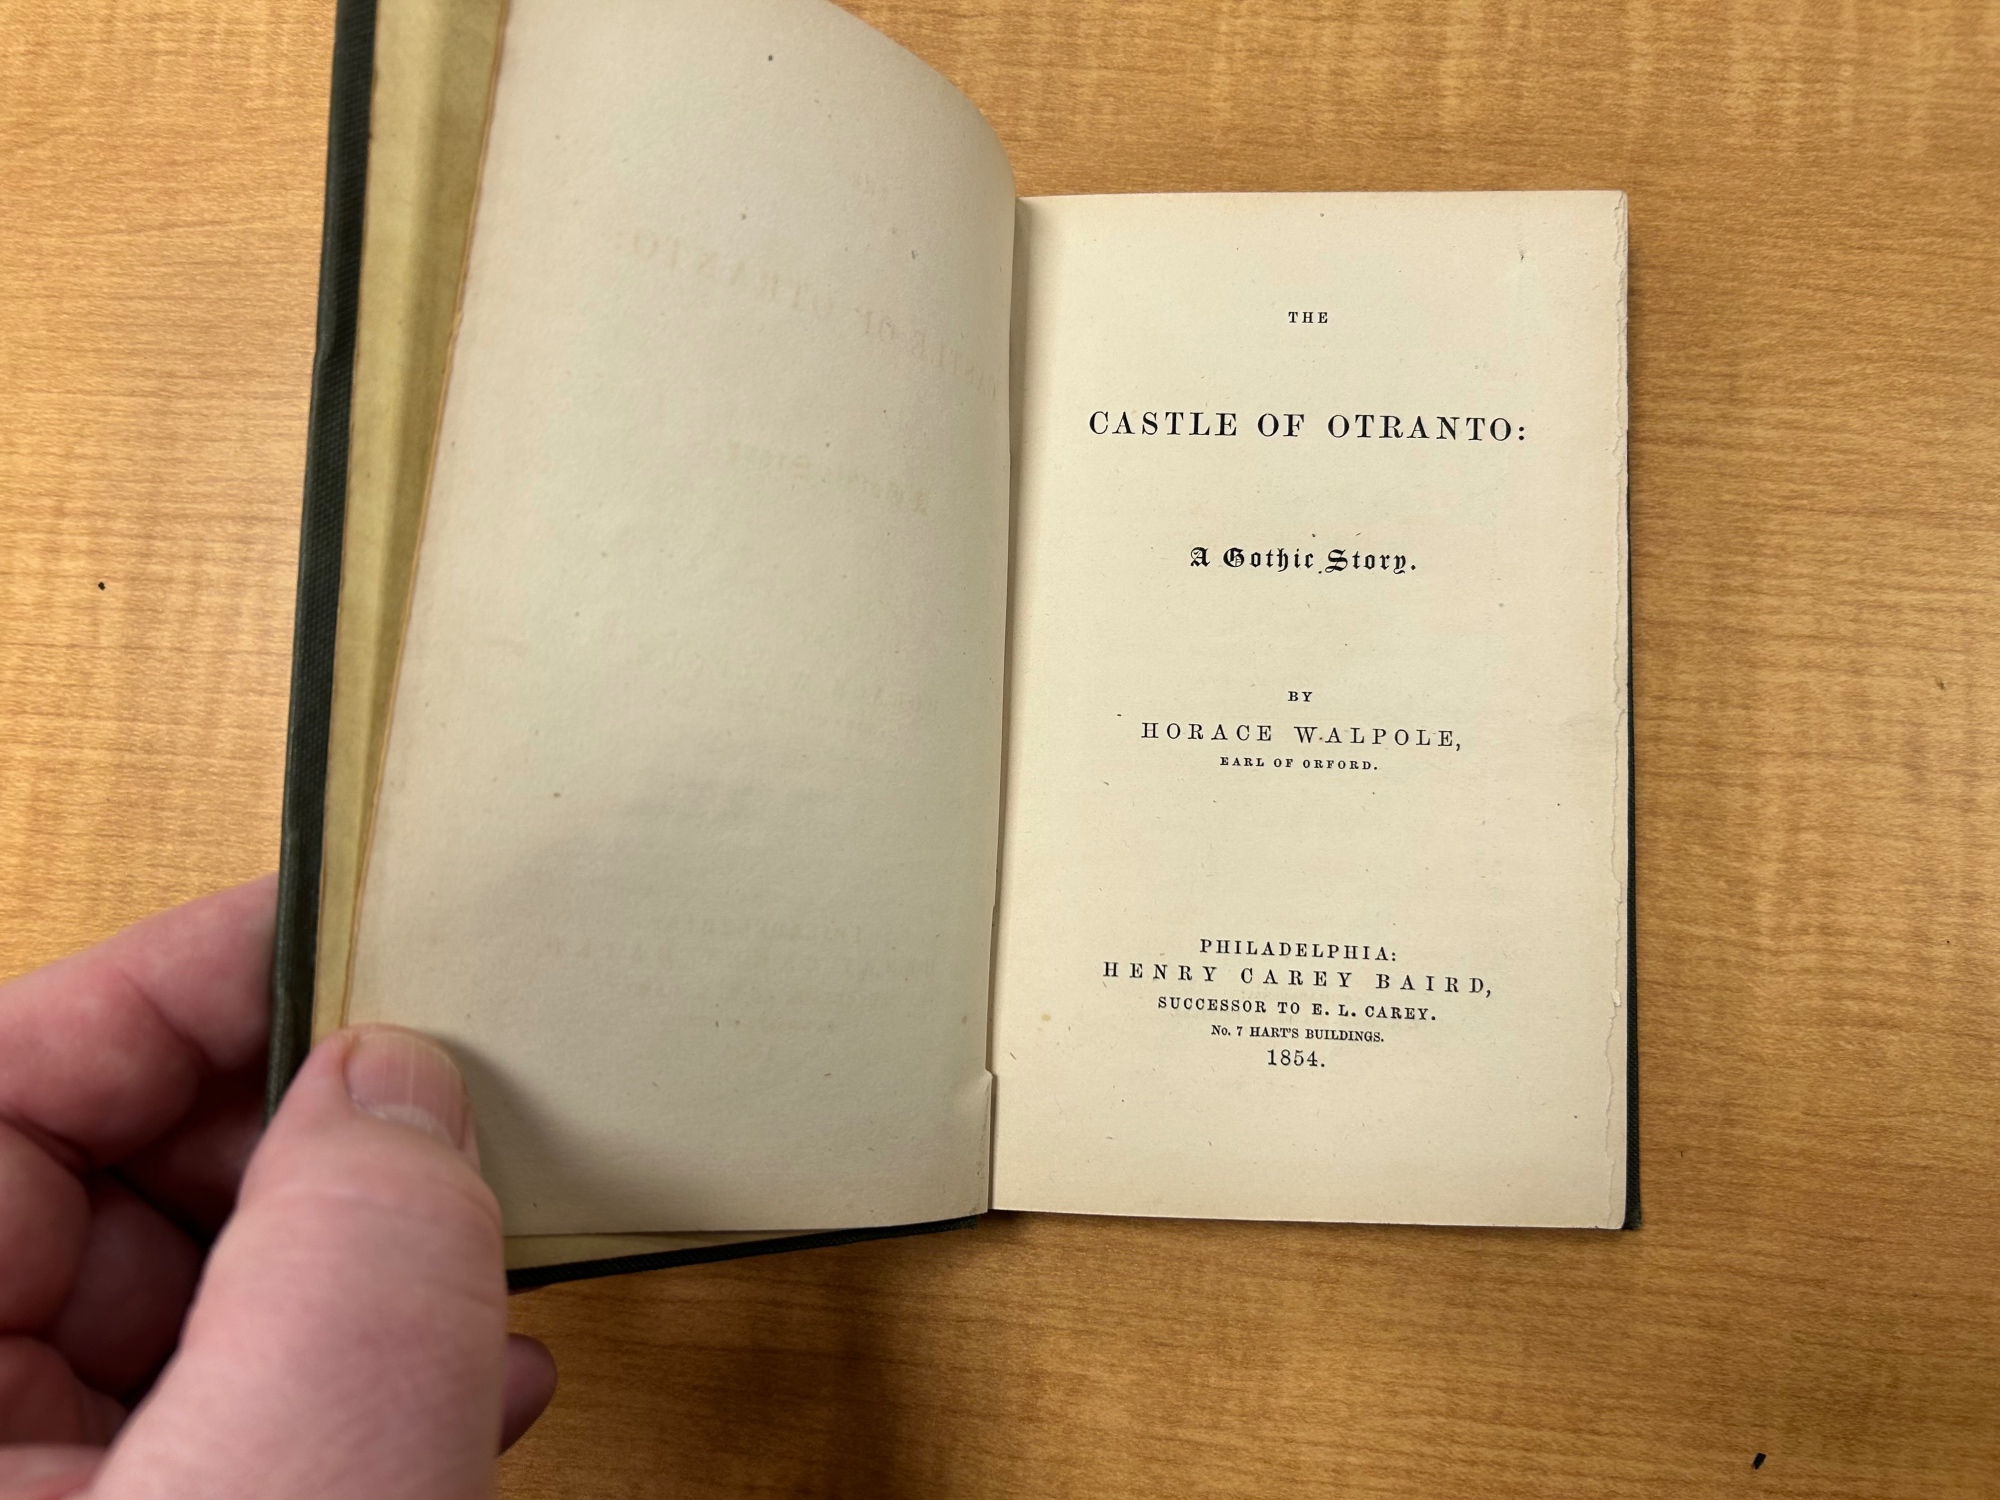 THE
CASTLE OF OTRANTO:
A Gothic Story.
BY
HORACE WALPOLE,
EARL OF ORFORD.
PHILADELPHIA:
HENRY CAREY BAIRD,
SUCCESSOR TO E. L. CAREY.
No. 7 HART'S BUILDINGS.
1854.